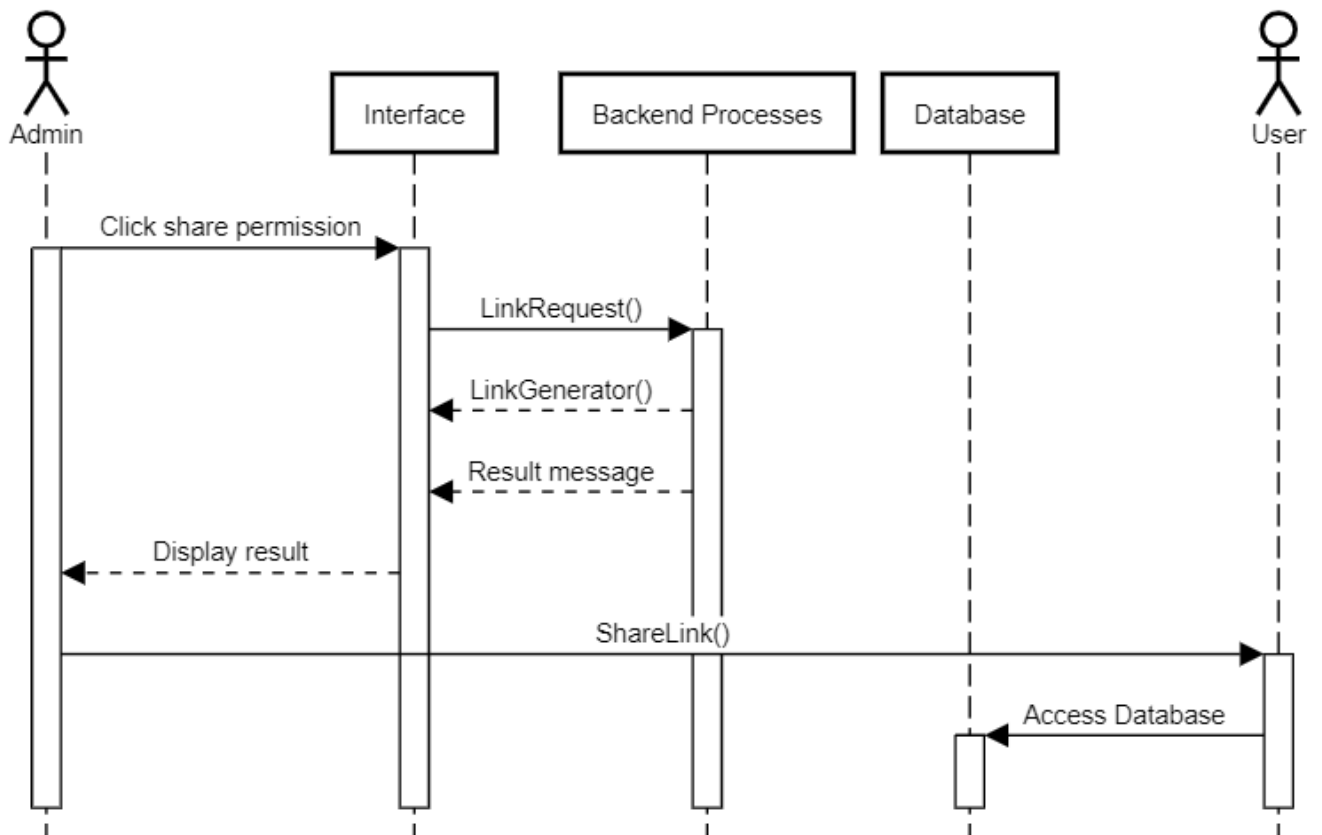 Admin
Interface
Backend Processes
Database
User
Click share permission
LinkRequest()
LinkGenerator()
Result message
Display result
ShareLink()
Access Database